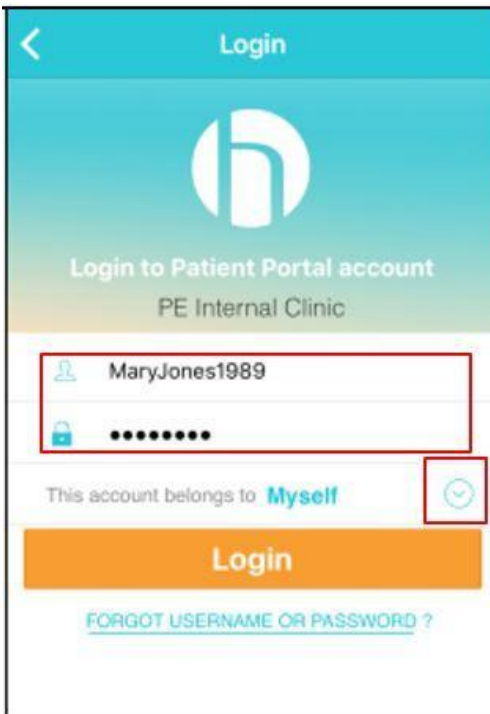 Login
Login to Patient Portal account
PE Internal Clinic
MaryJones1989
••••••••
This account belongs to Myself
Login
FORGOT USERNAME OR PASSWORD ?